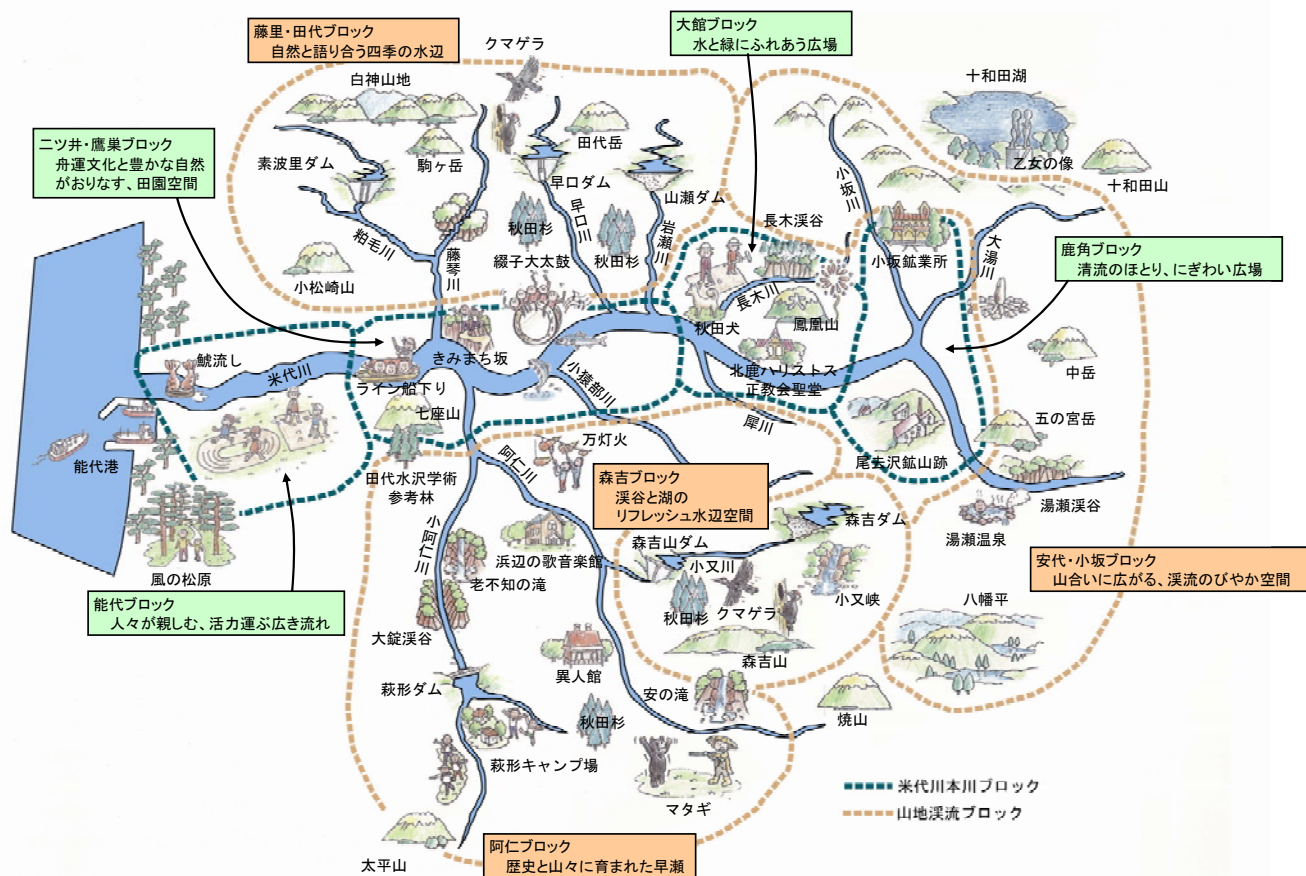 藤里・田代ブロック
自然と語り合う四季の水辺
大館ブロック
水と緑にふれあう広場
クマゲラ
白神山地
十和田湖
二ツ井・鷹巣ブロック
舟運文化と豊かな自然
がおりなす、田園空間
素波里ダム
駒ヶ岳
田代岳
早口ダム
山瀬ダム
小坂川
乙女の像
十和田山
粕毛川
藤琴川
秋田杉
早口川
秋田杉
岩瀬川
長木渓谷
小坂鉱業所
大湯川
鹿角ブロック
清流のほとり、にぎわい広場
小松崎山
綴子大太鼓
長木川
秋田犬
鳳凰山
鯱流し
米代川
きみまち坂
ライン船下り
小猿部川
北鹿ハリストス
正教会聖堂
中岳
七座山
犀川
五の宮岳
能代港
田代水沢学術
参考林
万灯火
阿仁川
尾去沢鉱山跡
森吉ブロック
渓谷と湖の
リフレッシュ水辺空間
湯瀬渓谷
湯瀬温泉
小阿仁川
浜辺の歌音楽館
森吉山ダム
森吉ダム
小又川
風の松原
老不知の滝
安代・小坂ブロック
山合いに広がる、渓流のびやか空間
能代ブロック
人々が親しむ、活力運ぶ広き流れ
秋田杉
クマゲラ
小又峡
八幡平
大錠渓谷
異人館
森吉山
萩形ダム
安の滝
焼山
秋田杉
萩形キャンプ場
マタギ
米代川本川ブロック
山地渓流ブロック
太平山
阿仁ブロック
歴史と山々に育まれた早瀬